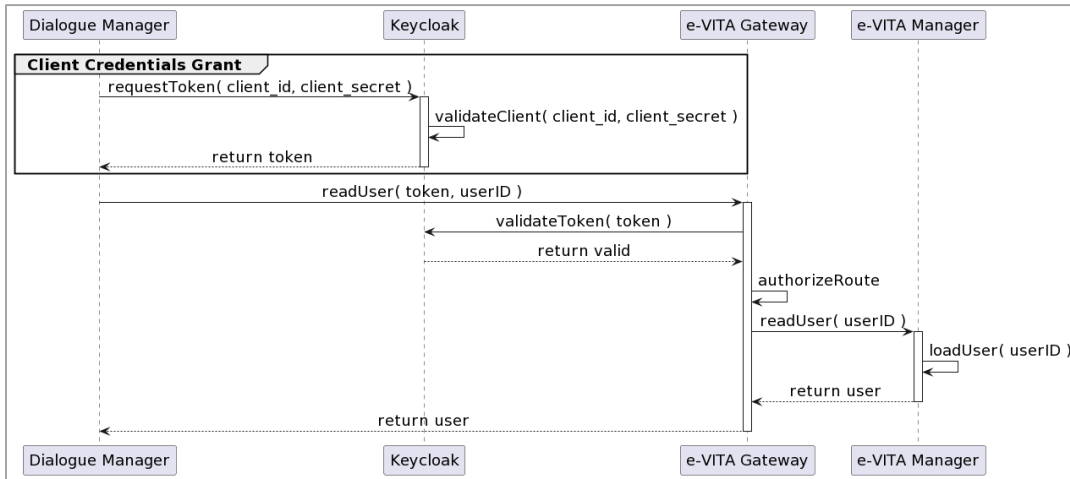 Dialogue Manager
Keycloak
e-VITA Gateway
e-VITA Manager
Client Credentials Grant
requestToken( client_id, client_secret )
validateClient( client_id, client_secret )
return token
readUser( token, userID )
validateToken( token )
return valid
authorizeRoute
readUser( userID )
loadUser( userID )
return user
return user
Dialogue Manager
Keycloak
e-VITA Gateway
e-VITA Manager